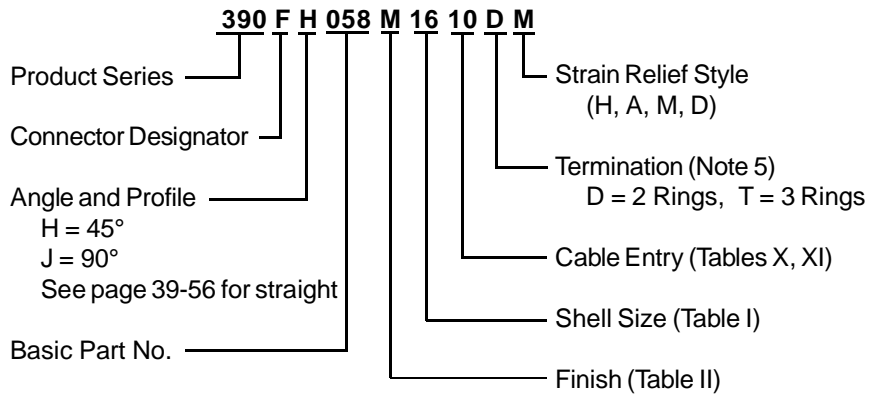 390 F H 058 M 16 10 D M
Product Series
Connector Designator
Angle and Profile
H = 45°
J = 90°
See page 39-56 for straight
Basic Part No.
Strain Relief Style
(H, A, M, D)
Termination (Note 5)
D = 2 Rings, T = 3 Rings
Cable Entry (Tables X, XI)
Shell Size (Table I)
Finish (Table II)